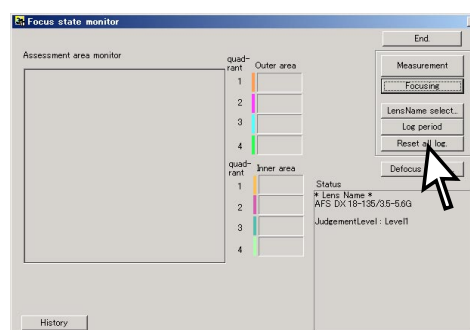 Focus state monitor
End.
Assessment area monitor
quad-
rant Outer area
1
2
3
4
quad-
rant Inner area
1
2
3
4
Measurement
Focusing
LensName select..
Log period
Reset all log.
Defocus
Status
* Lens Name *
AFS DX 18-135/3.5-5.6G
JudgementLevel : Level1
History